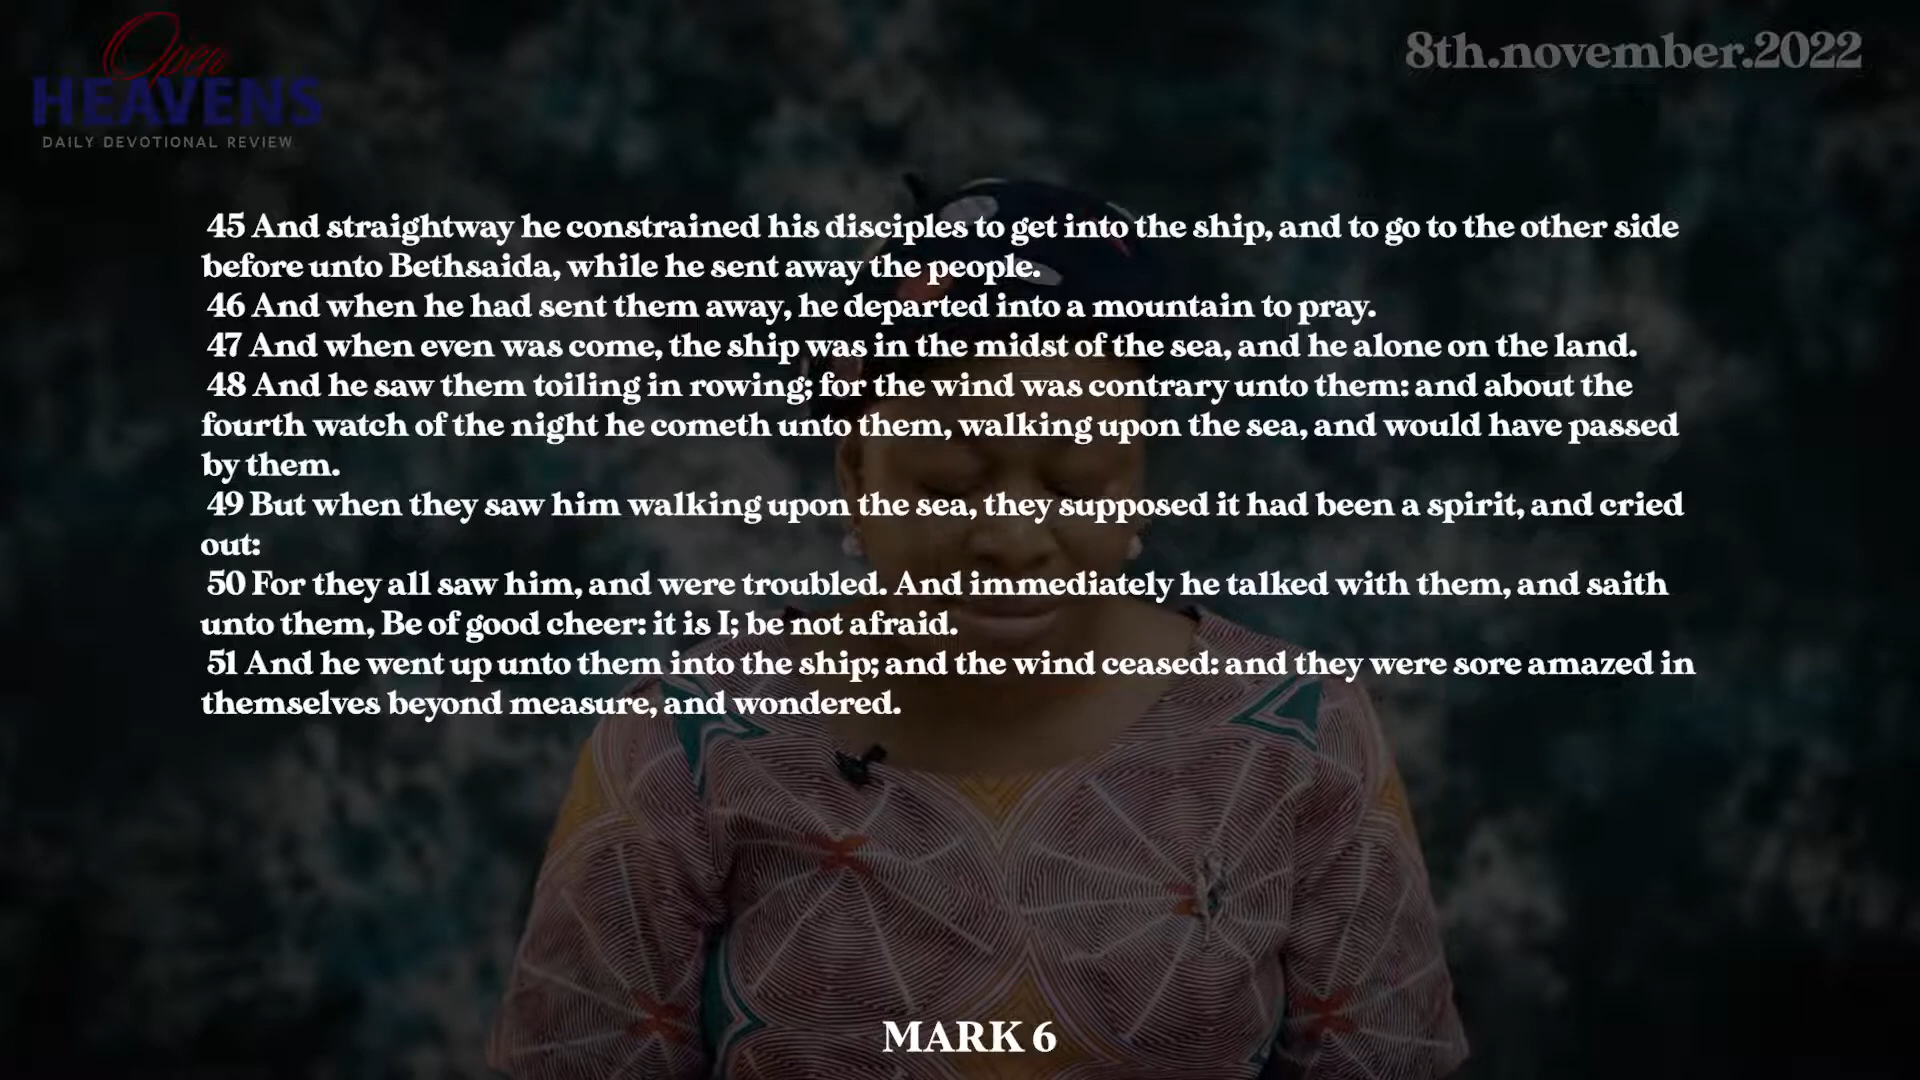 Open
HEAVENS
DAILY DEVOTIONAL REVIEW
8th.november.2022
45 And straightway he constrained his disciples to get into the ship, and to go to the other side
before unto Bethsaida, while he sent away the people.
46 And when he had sent them away, he departed into a mountain to pray.
47 And when even was come, the ship was in the midst of the sea, and he alone on the land.
48 And he saw them toiling in rowing; for the wind was contrary unto them: and about the
fourth watch of the night he cometh unto them, walking upon the sea, and would have passed
by them.
49 But when they saw him walking upon the sea, they supposed it had been a spirit, and cried
out:
50 For they all saw him, and were troubled. And immediately he talked with them, and saith
unto them, Be of good cheer: it is I; be not afraid.
51 And he went up unto them into the ship; and the wind ceased: and they were sore amazed in
themselves beyond measure, and wondered.
MARK 6